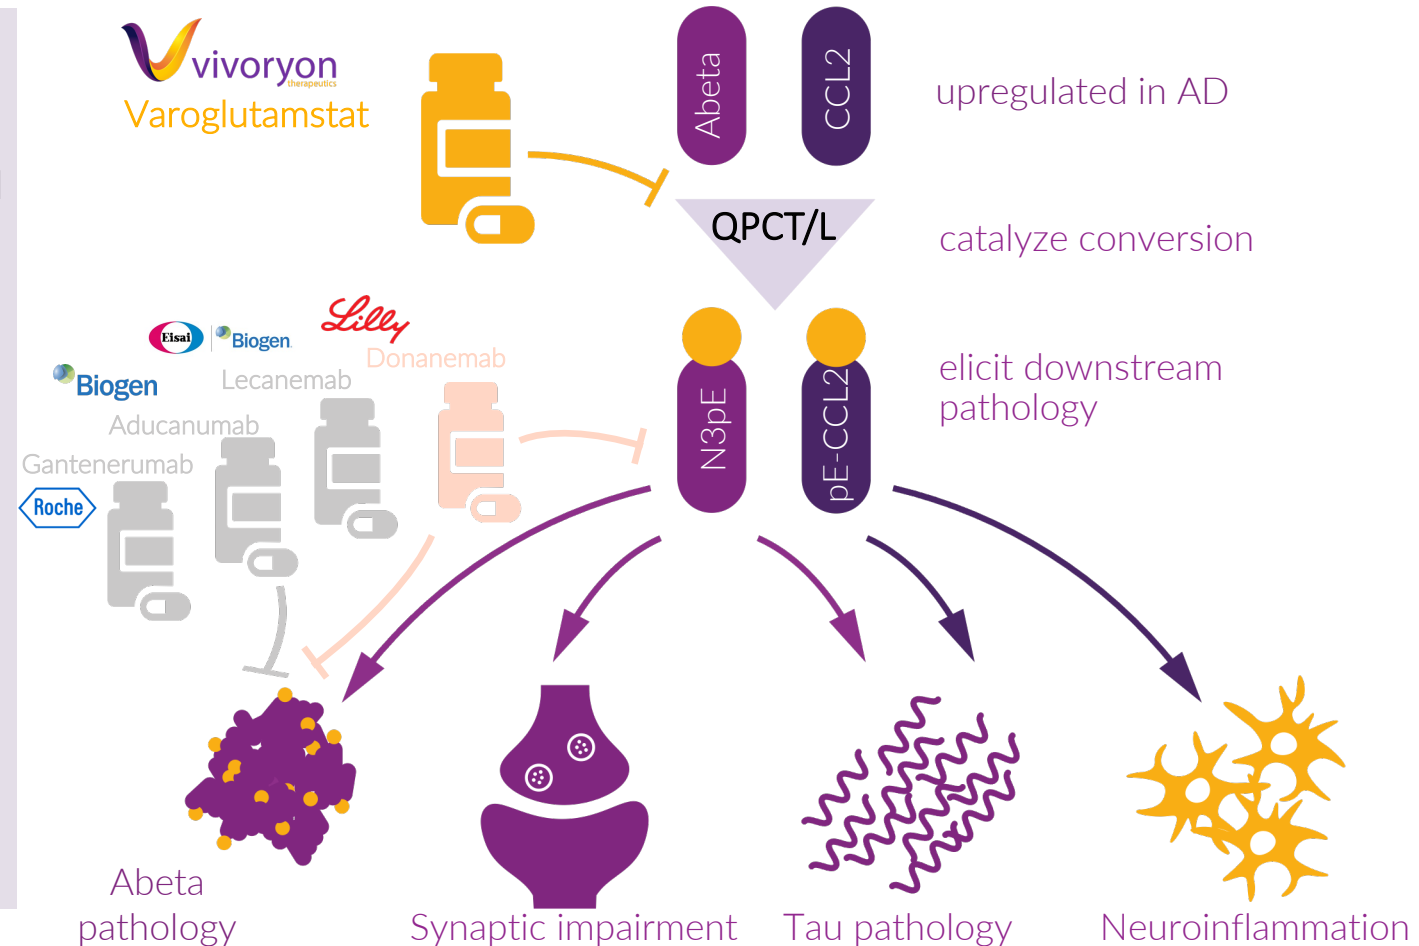 vivoryon
therapeutics
Varoglutamstat
Abeta
CCL2
upregulated in AD
QPCT/L
catalyze conversion
Lilly
Eisai
Biogen
Donanemab
Biogen
Lecanemab
Aducanumab
Gantenerumab
Roche
N3pE
pE-CCL2
elicit downstream
pathology
Abeta
pathology
Synaptic impairment
Tau pathology
Neuroinflammation